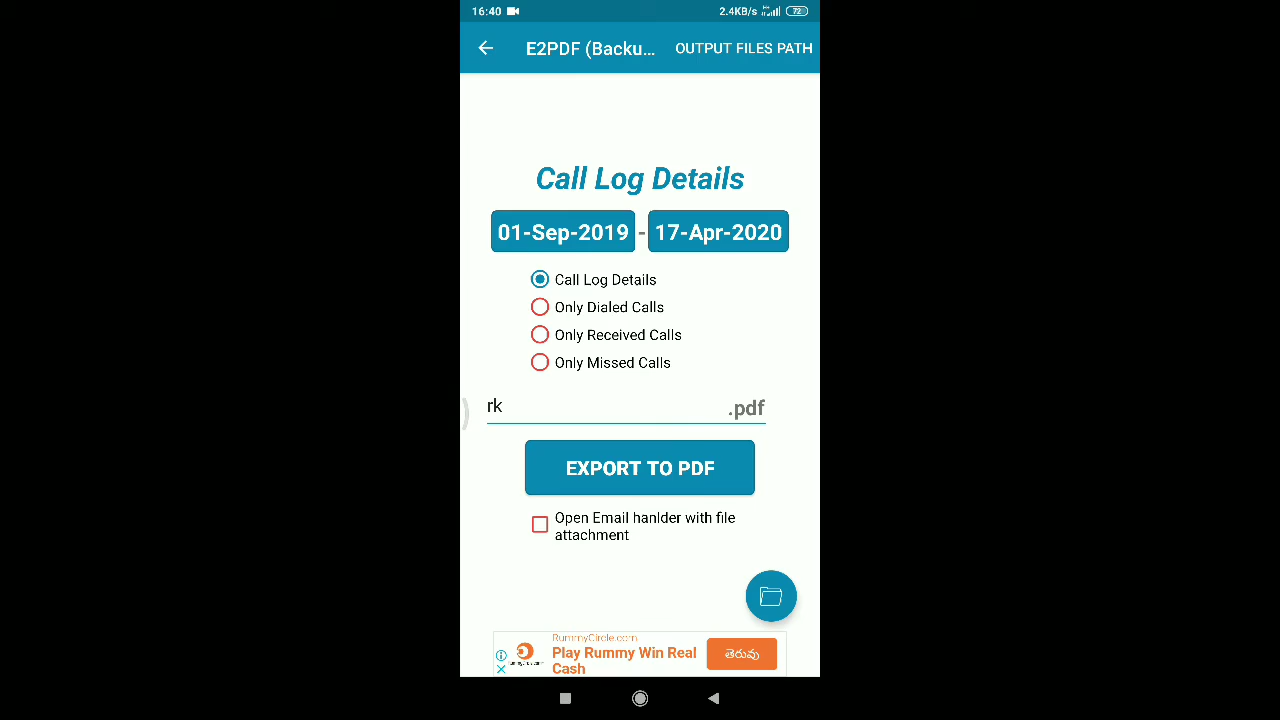 16:40 2.4KB/s 72
E2PDF (Backu... OUTPUT FILES PATH
Call Log Details
01-Sep-2019 - 17-Apr-2020
Call Log Details
Only Dialed Calls
Only Received Calls
Only Missed Calls
rk .pdf
EXPORT TO PDF
Open Email hanlder with file
attachment
RummyCircle.com
Play Rummy Win Real
Cash
తెరువు